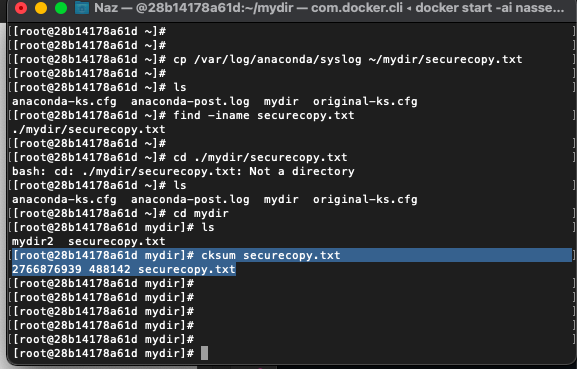 Naz — @28b14178a61d:~/mydir — com.docker.cli ◂ docker start -ai nasse...
[[root@28b14178a61d ~]#
[[root@28b14178a61d ~]#
[[root@28b14178a61d ~]# cp /var/log/anaconda/syslog ~/mydir/securecopy.txt
[[root@28b14178a61d ~]#
[[root@28b14178a61d ~]# ls
anaconda-ks.cfg  anaconda-post.log  mydir  original-ks.cfg
[[root@28b14178a61d ~]# find -iname securecopy.txt
./mydir/securecopy.txt
[[root@28b14178a61d ~]#
[[root@28b14178a61d ~]# cd ./mydir/securecopy.txt
bash: cd: ./mydir/securecopy.txt: Not a directory
[[root@28b14178a61d ~]# ls
anaconda-ks.cfg  anaconda-post.log  mydir  original-ks.cfg
[[root@28b14178a61d ~]# cd mydir
[[root@28b14178a61d mydir]# ls
mydir2  securecopy.txt
[[root@28b14178a61d mydir]# cksum securecopy.txt
2766876939 488142 securecopy.txt
[[root@28b14178a61d mydir]#
[[root@28b14178a61d mydir]#
[[root@28b14178a61d mydir]#
[[root@28b14178a61d mydir]#
[[root@28b14178a61d mydir]#
[root@28b14178a61d mydir]#